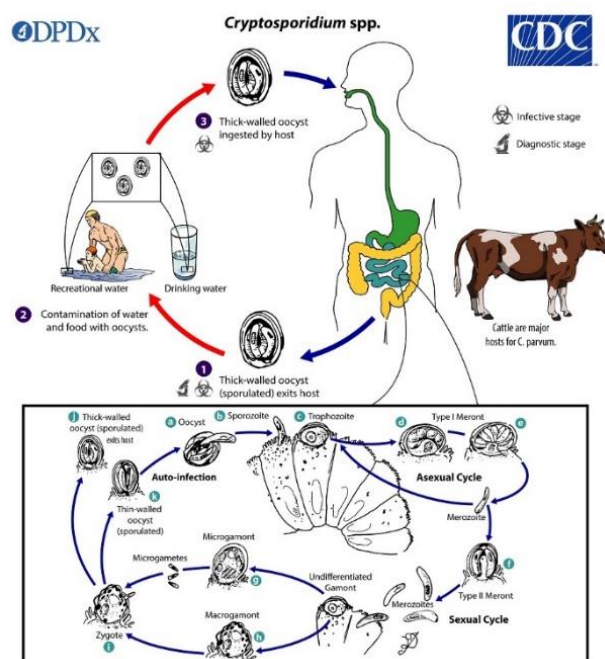 DPDx
Cryptosporidium spp.
CDC
3 Thick-walled oocyst
ingested by host
Infective stage
Diagnostic stage
Recreational water
Drinking water
2 Contamination of water
and food with oocysts.
1 Thick-walled oocyst
(sporulated) exits host
Cattle are major
hosts for C. parvum.
j Thick-walled
oocyst (sporulated)
exits host
a Oocyst
b Sporozoite
c Trophozoite
d Type I Meront e
Auto-infection
Asexual Cycle
k
Thin-walled
oocyst
(sporulated)
Merozoite
f
Type II Meront
Microgamont
g
Microgametes
Undifferentiated
Gamont
Merozoites
Sexual Cycle
Macrogamont
h
Zygote
i